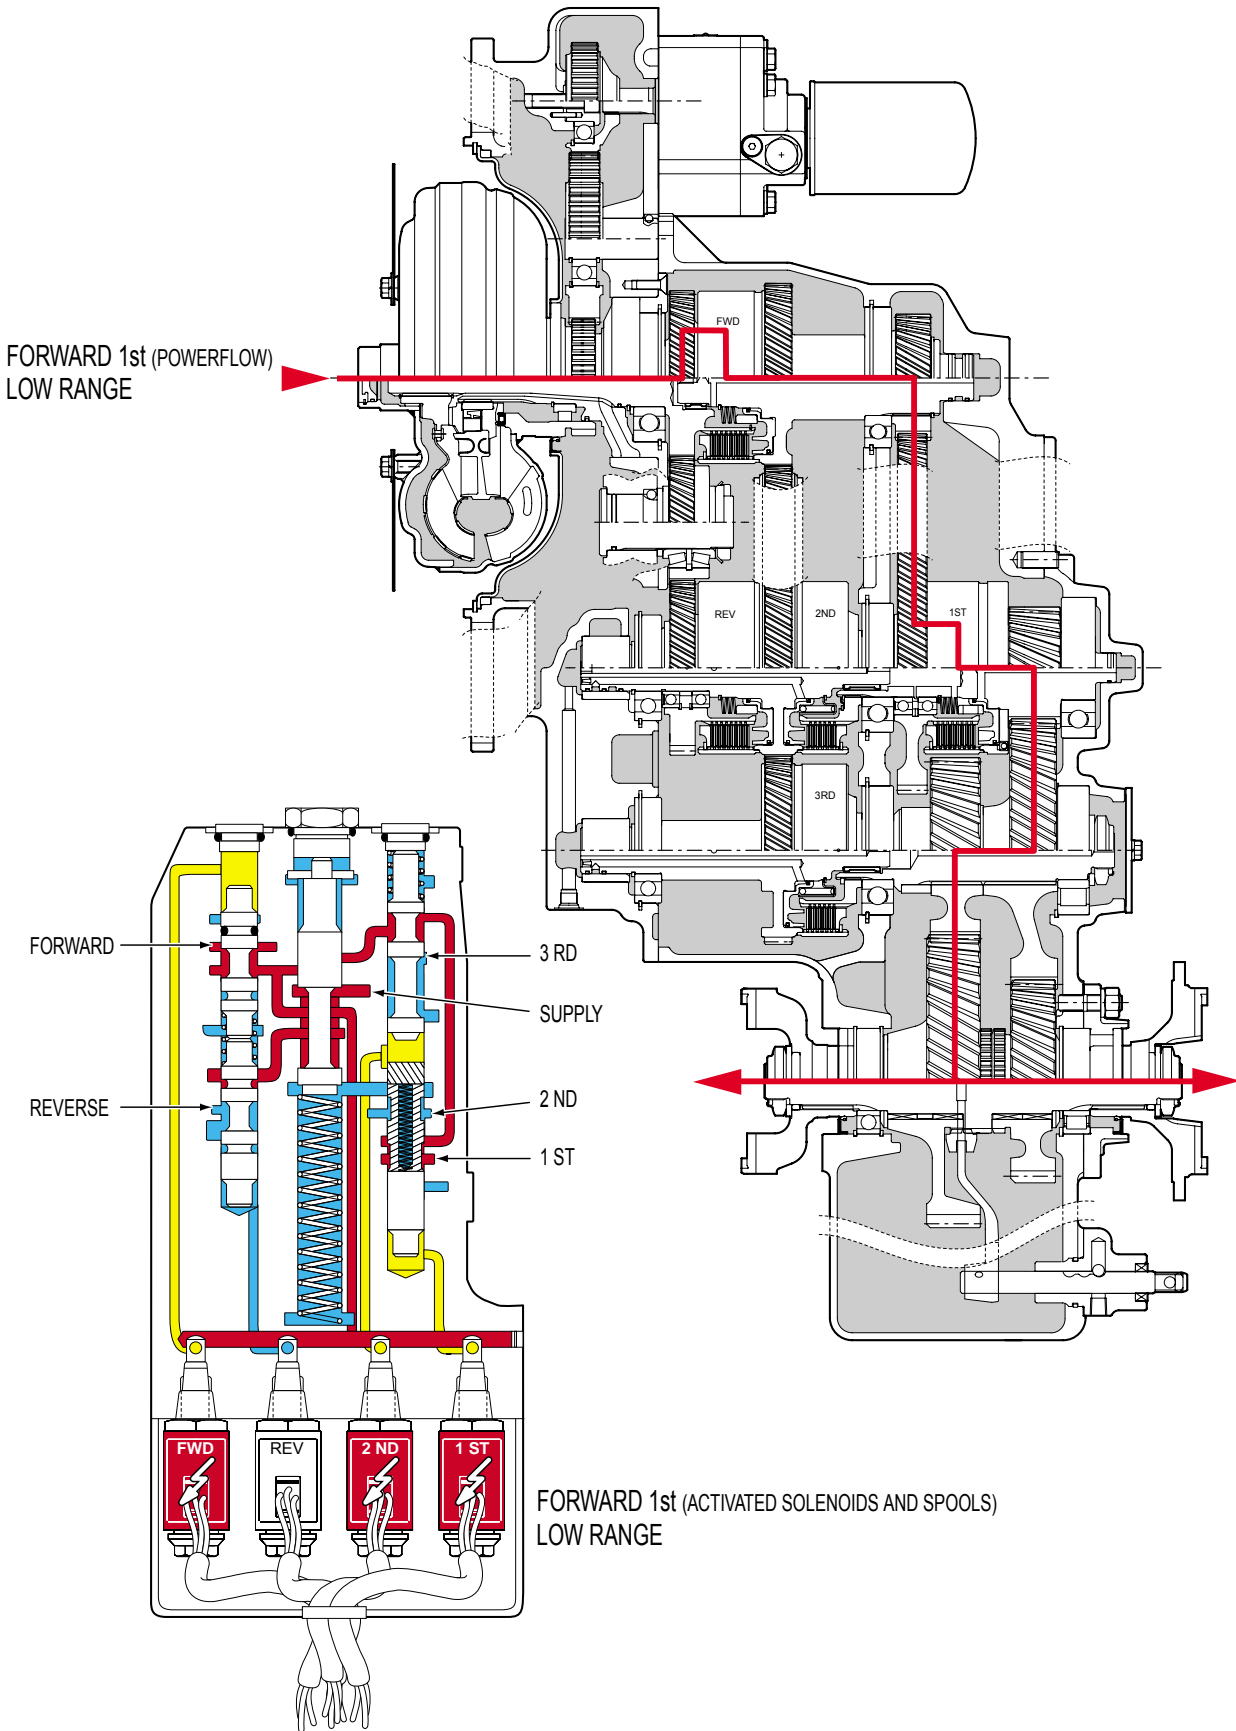 FWD
FORWARD 1st (POWERFLOW)
LOW RANGE
REV
2ND
1ST
3RD
FORWARD
3 RD
SUPPLY
REVERSE
2 ND
1 ST
FWD
REV
2 ND
1 ST
FORWARD 1st (ACTIVATED SOLENOIDS AND SPOOLS)
LOW RANGE